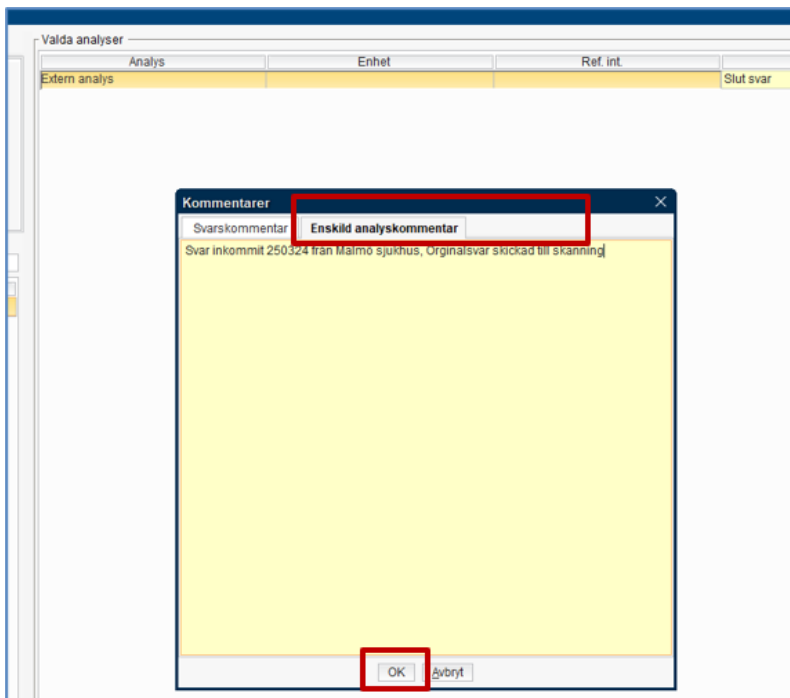 Valda analyser
Analys Enhet Ref. int.
Extern analys Slut svar
Kommentarer
Svarskommentar Enskild analyskommentar
Svar inkommit 250324 från Malmö sjukhus, Orginalsvar skickad till skanning
OK Avbryt